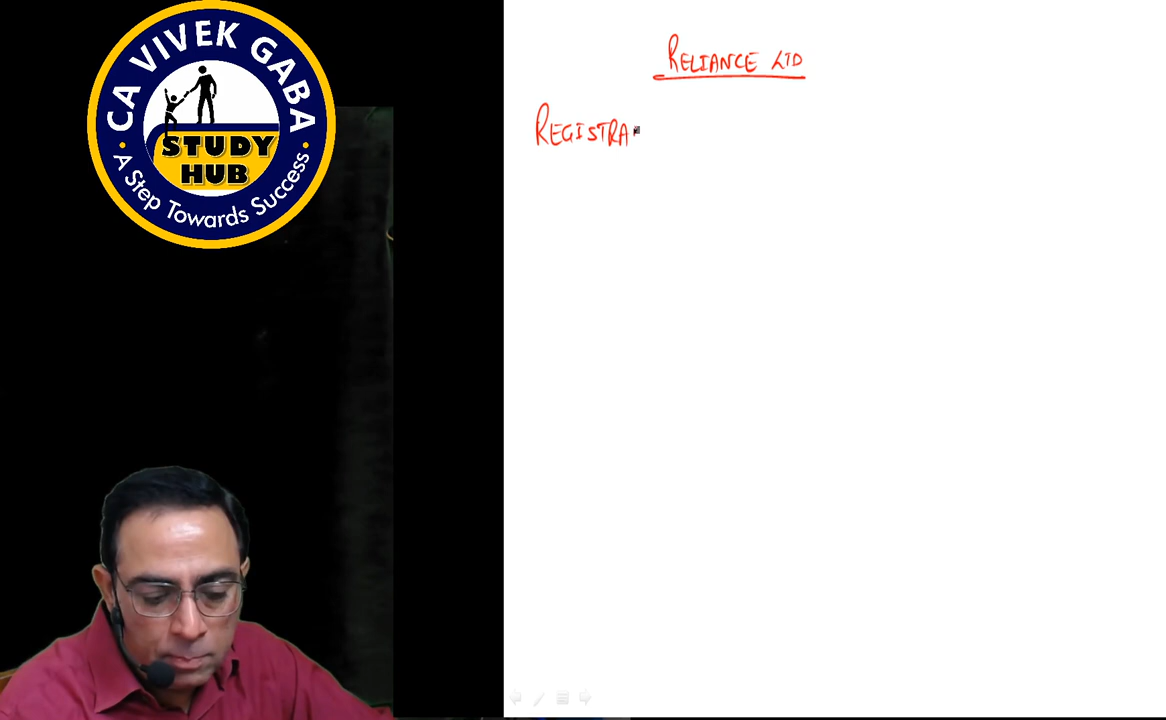 CA VIVEK GABA
STUDY
HUB
• A Step Towards Success •
RELIANCE LTD
REGISTRA